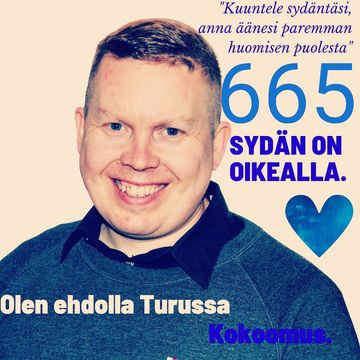 "Kuuntele sydäntäsi,
anna äänesi paremman
huomisen puolesta"
665
SYDÄN ON
OIKEALLA.
Olen ehdolla Turussa
Kokoomus.